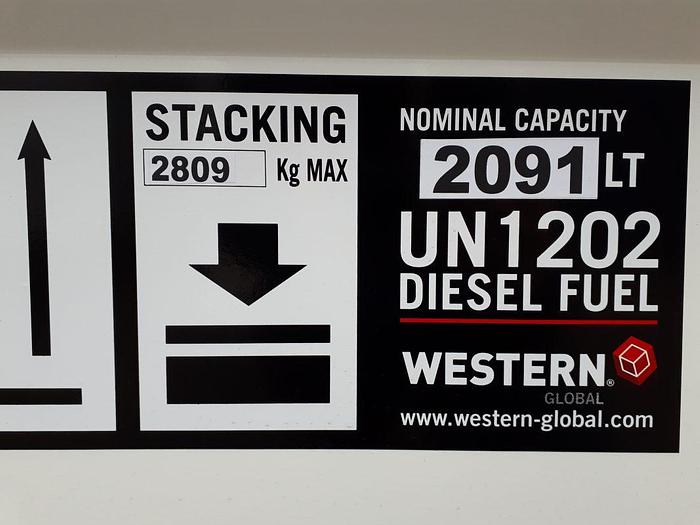 STACKING
2809 Kg MAX
NOMINAL CAPACITY
2091 LT
UN1202
DIESEL FUEL
WESTERN®
GLOBAL
www.western-global.com